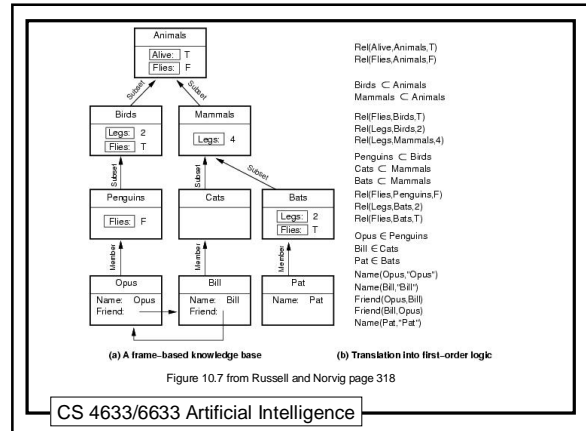 Animals
Alive: T
Flies: F
Subset
Subset
Birds
Legs: 2
Flies: T
Mammals
Legs: 4
Subset
Subset
Subset
Penguins
Flies: F
Cats
Bats
Legs: 2
Flies: T
Member
Member
Member
Opus
Name: Opus
Friend:
Bill
Name: Bill
Friend:
Pat
Name: Pat
(a) A frame–based knowledge base
Rel(Alive,Animals,T)
Rel(Flies,Animals,F)
Birds ⊂ Animals
Mammals ⊂ Animals
Rel(Flies,Birds,T)
Rel(Legs,Birds,2)
Rel(Legs,Mammals,4)
Penguins ⊂ Birds
Cats ⊂ Mammals
Bats ⊂ Mammals
Rel(Flies,Penguins,F)
Rel(Legs,Bats,2)
Rel(Flies,Bats,T)
Opus ∈ Penguins
Bill ∈ Cats
Pat ∈ Bats
Name(Opus,"Opus")
Name(Bill,"Bill")
Friend(Opus,Bill)
Friend(Bill,Opus)
Name(Pat,"Pat")
(b) Translation into first–order logic
Figure 10.7 from Russell and Norvig page 318
CS 4633/6633 Artificial Intelligence